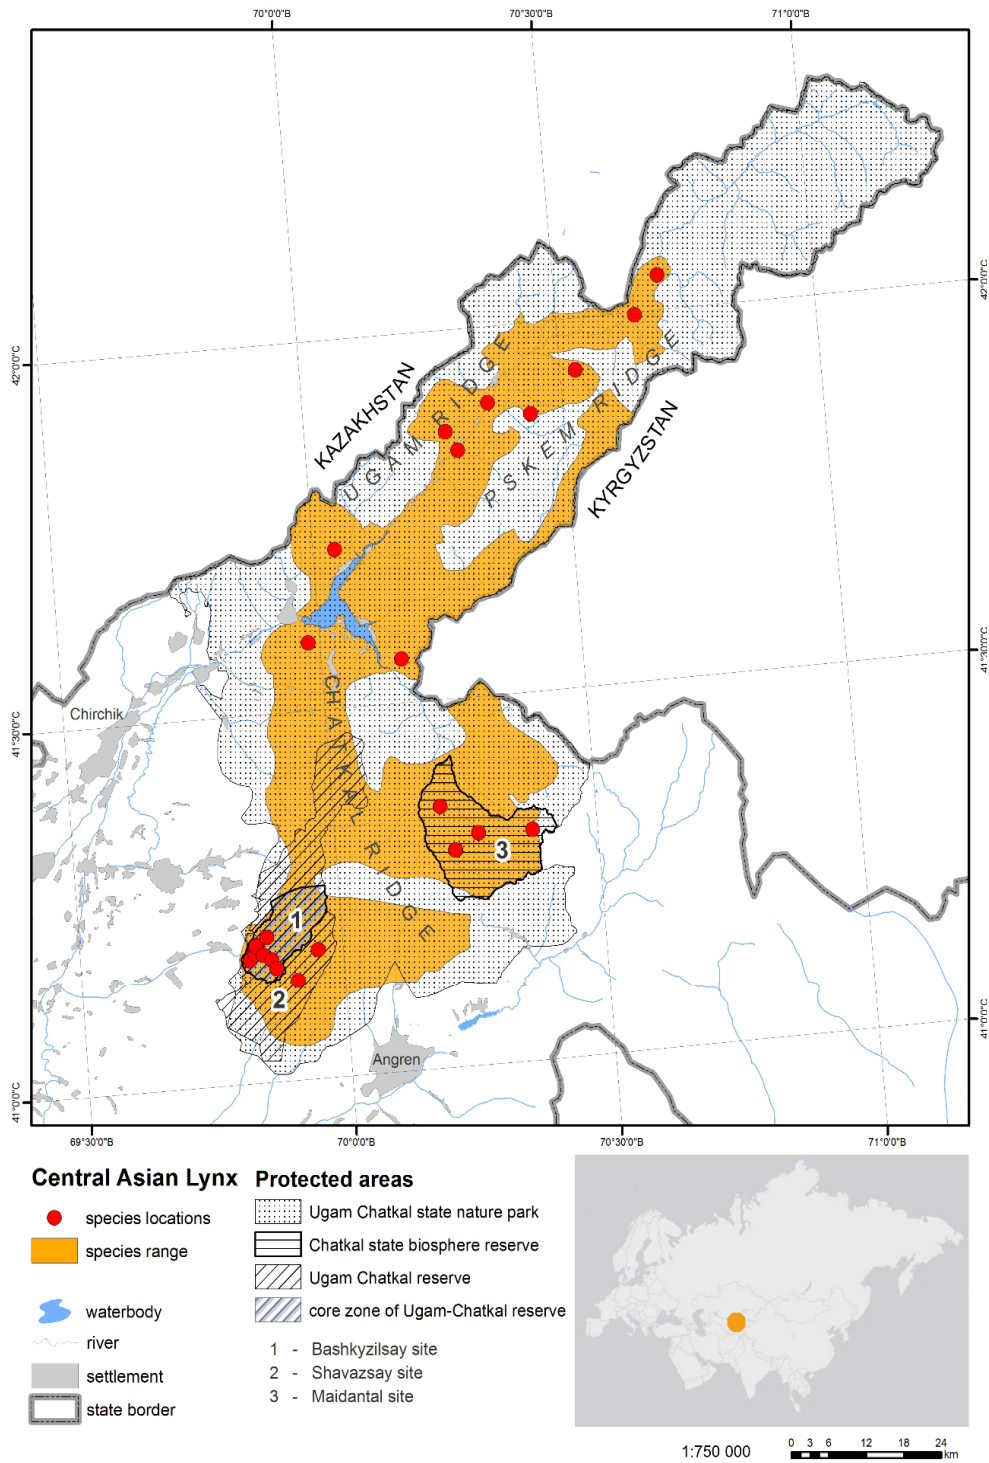 70°0'0"B
70°30'0"B
71°0'0"B
42°0'0"C
42°0'0"C
KAZAKHSTAN
UGAM RIDGE
PSKEM RIDGE
KYRGYZSTAN
41°30'0"C
41°30'0"C
Chirchik
CHATKAL RIDGE
3
1
2
Angren
41°0'0"C
41°0'0"C
69°30'0"B
70°0'0"B
70°30'0"B
71°0'0"B
Central Asian Lynx
species locations
species range
waterbody
river
settlement
state border
Protected areas
Ugam Chatkal state nature park
Chatkal state biosphere reserve
Ugam Chatkal reserve
core zone of Ugam-Chatkal reserve
1 - Bashkyzilsay site
2 - Shavazsay site
3 - Maidantal site
1:750 000
0 3 6 12 18 24
km